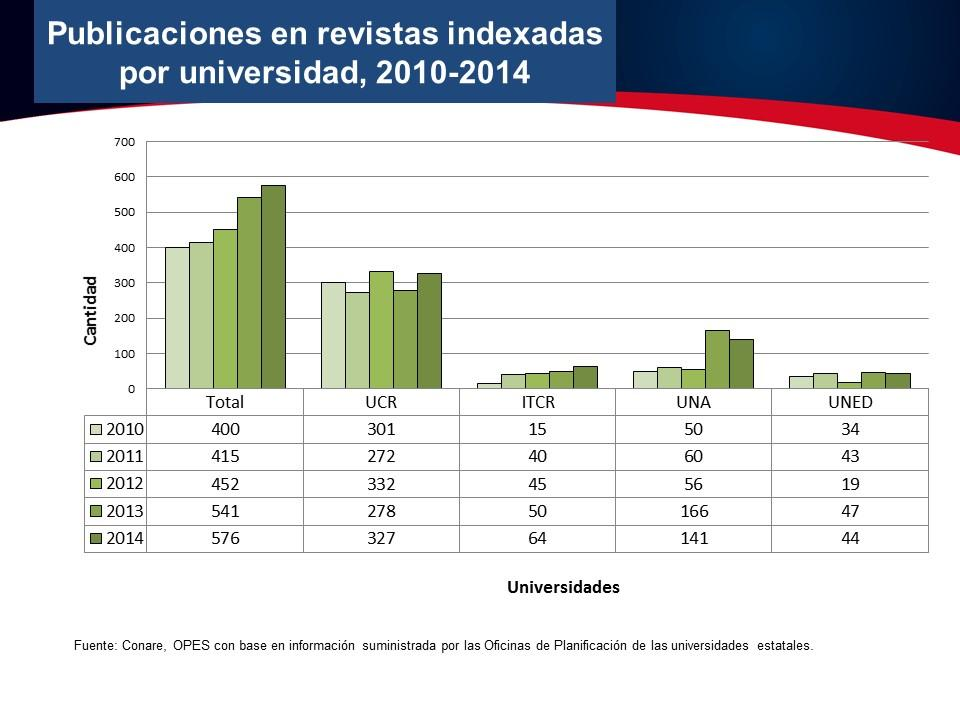 Publicaciones en revistas indexadas
por universidad, 2010-2014
700
600
500
400
300
200
100
0
Cantidad
Total UCR ITCR UNA UNED
2010 400 301 15 50 34
2011 415 272 40 60 43
2012 452 332 45 56 19
2013 541 278 50 166 47
2014 576 327 64 141 44
Universidades
Fuente: Conare, OPES con base en información suministrada por las Oficinas de Planificación de las universidades estatales.